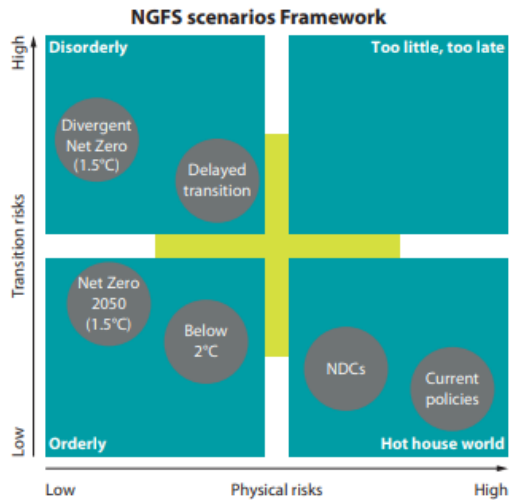 NGFS scenarios Framework
High
Disorderly
Too little, too late
Divergent
Net Zero
(1.5°C)
Delayed
transition
Transition risks
Net Zero
2050
(1.5°C)
Below
2°C
NDCs
Current
policies
Low
Orderly
Hot house world
Low
Physical risks
High